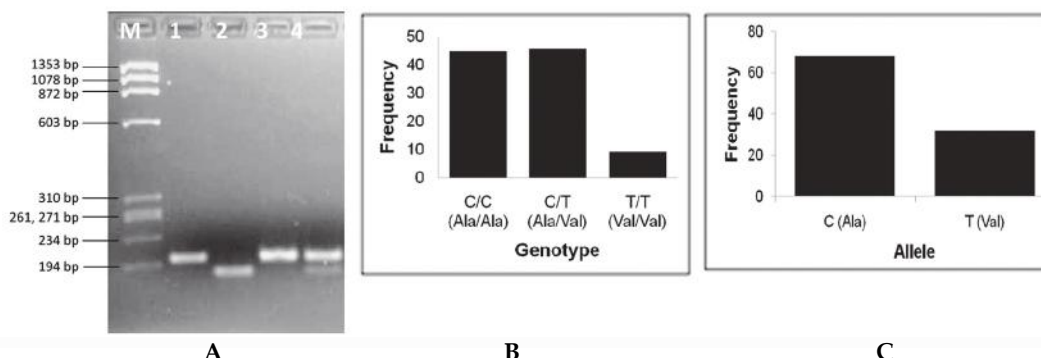 M 1 2 3 4
1353 bp
1078 bp
872 bp
603 bp
310 bp
261, 271 bp
234 bp
194 bp
A
Frequency
50
40
30
20
10
0
C/C C/T T/T
(Ala/Ala) (Ala/Val) (Val/Val)
Genotype
B
Frequency
80
60
40
20
0
C (Ala) T (Val)
Allele
C